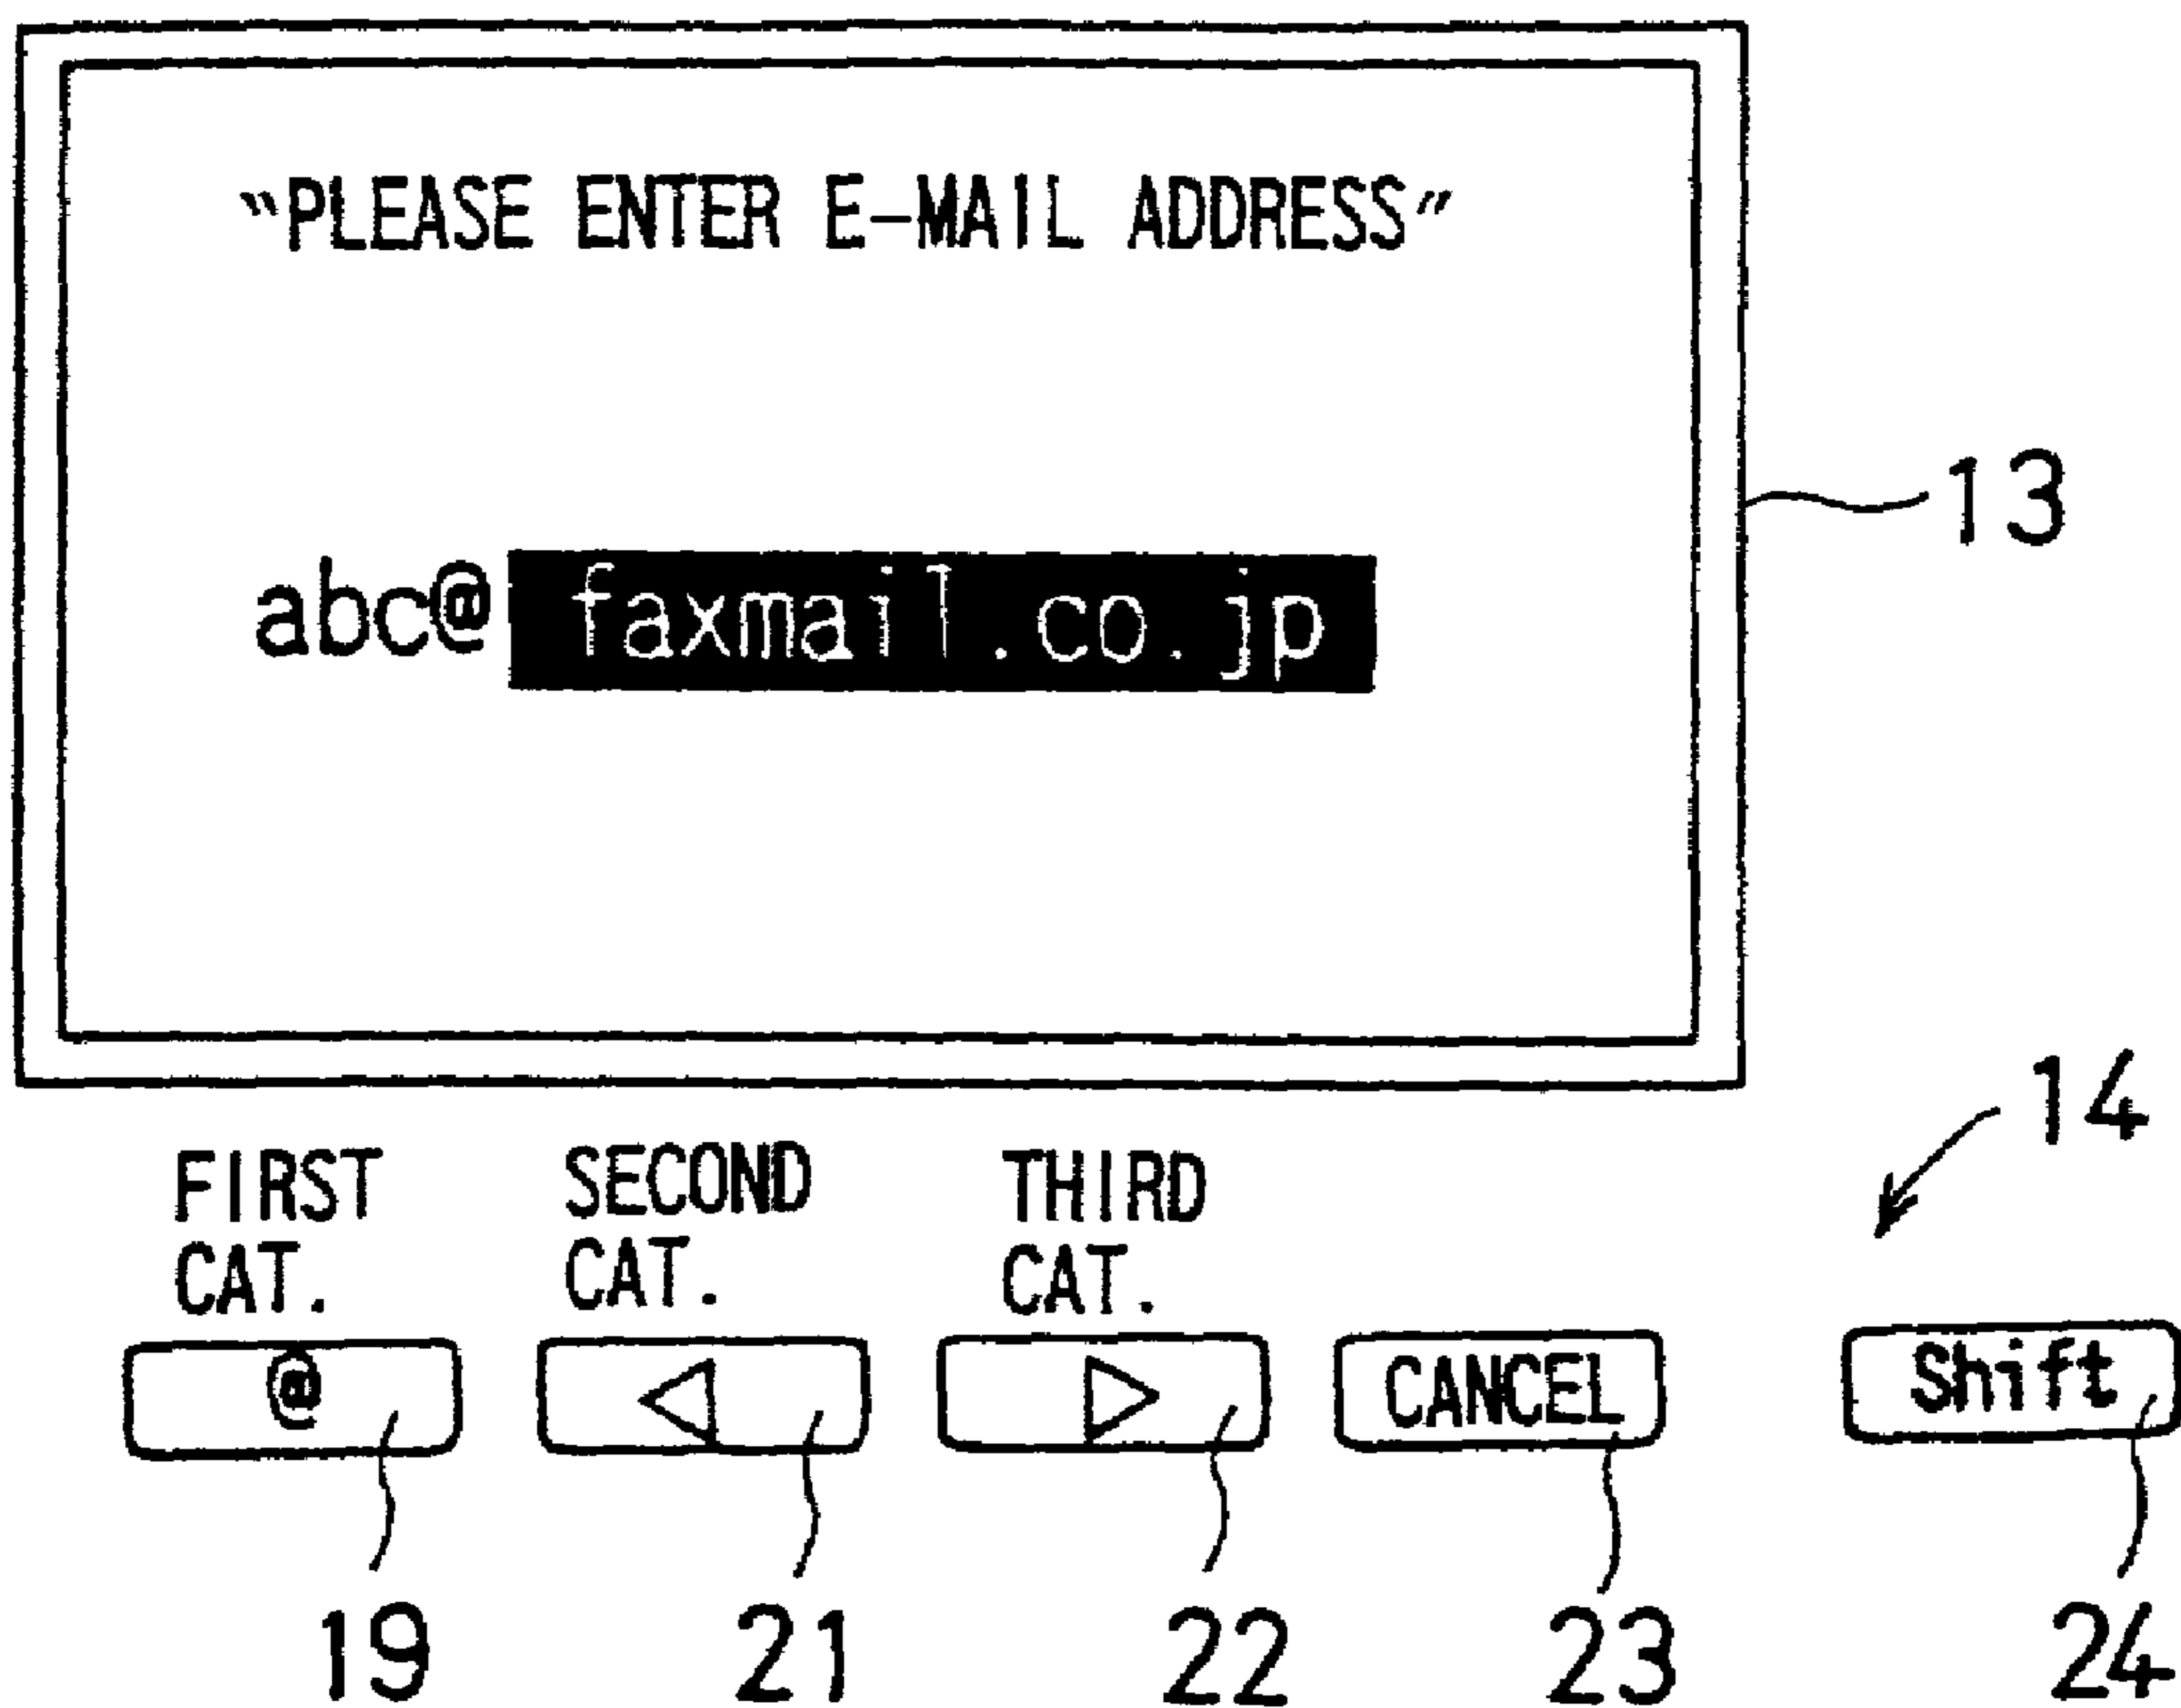 "PLEASE ENTER E-MAIL ADDRESS"
abc@ faxmail.co.jp
13
14
FIRST CAT.
SECOND CAT.
THIRD CAT.
@
CANCEL
Shift
19
21
22
23
24